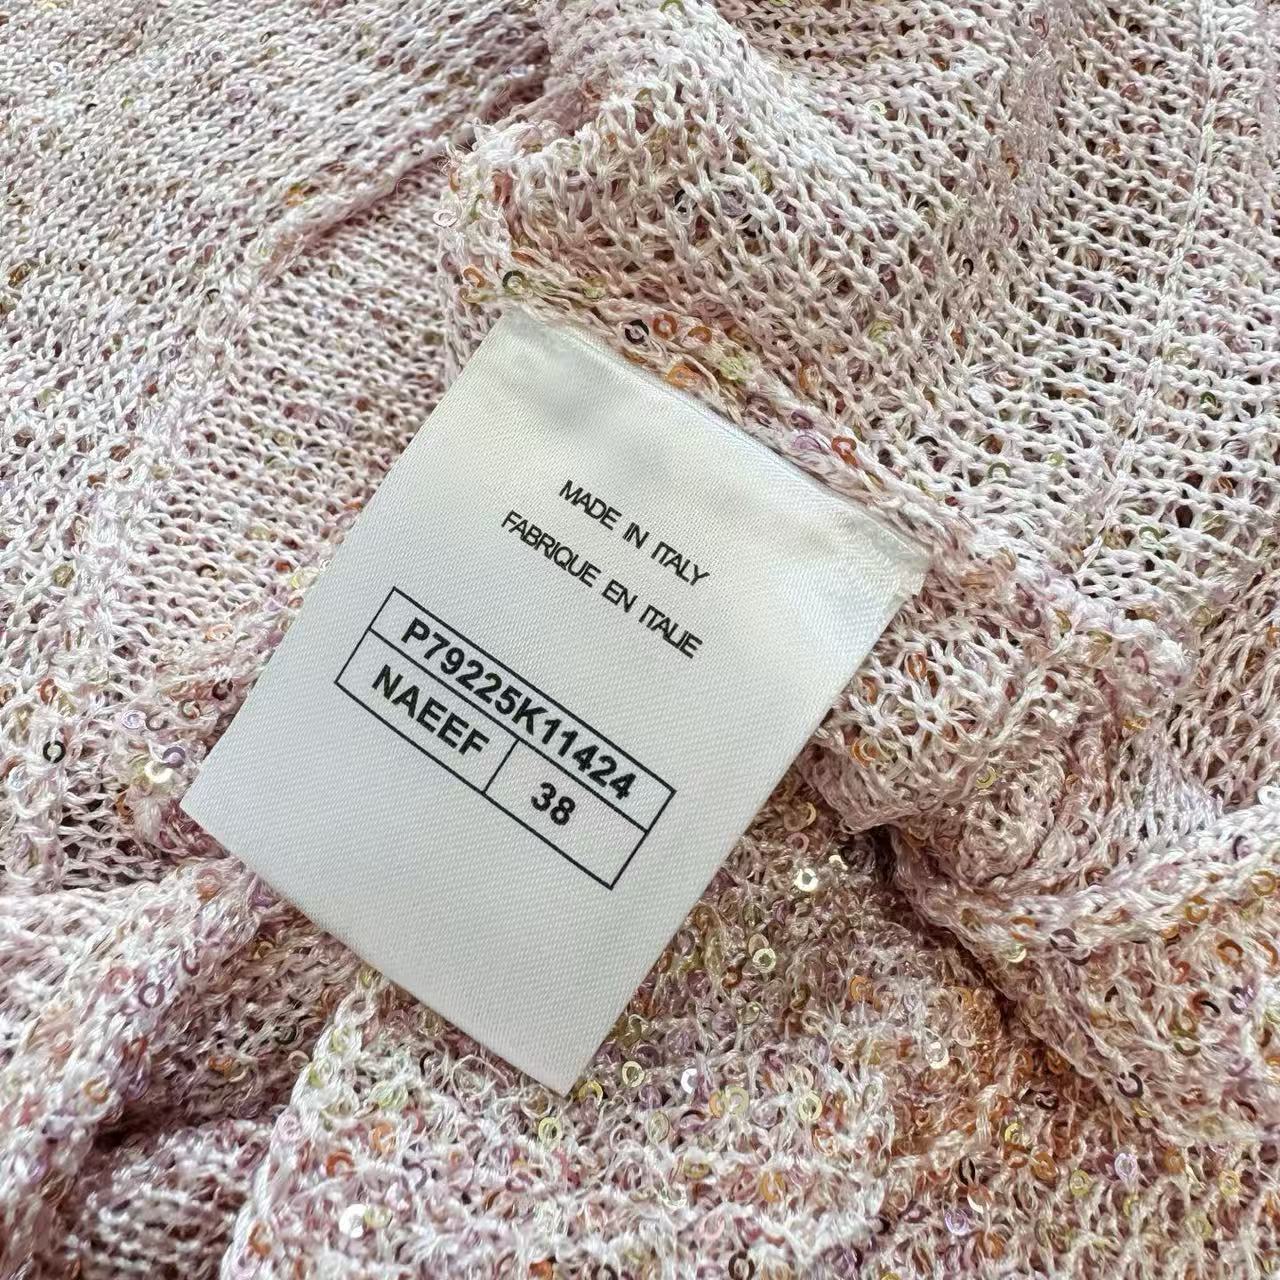 MADE IN ITALY
FABRIQUE EN ITALIE
P79225K11424
NAEEF 38